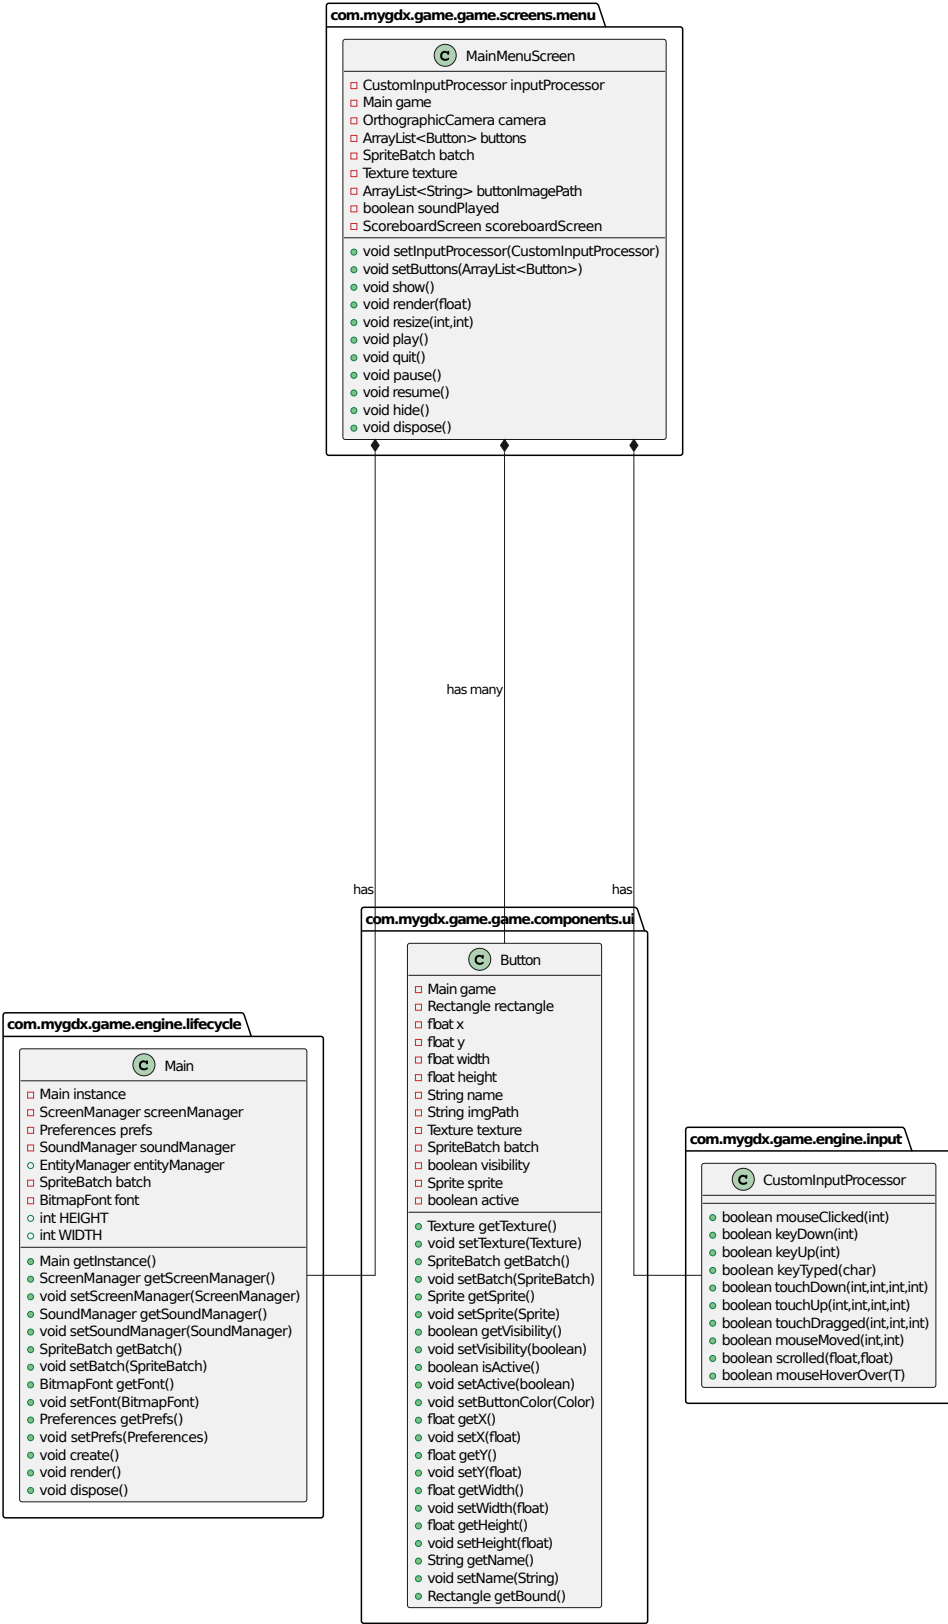 com.mygdx.game.game.screens.menu
C MainMenuScreen
CustomInputProcessor inputProcessor
Main game
OrthographicCamera camera
ArrayList<Button> buttons
SpriteBatch batch
Texture texture
ArrayList<String> buttonImagePath
boolean soundPlayed
ScoreboardScreen scoreboardScreen
void setInputProcessor(CustomInputProcessor)
void setButtons(ArrayList<Button>)
void show()
void render(float)
void resize(int,int)
void play()
void quit()
void pause()
void resume()
void hide()
void dispose()
has many
has
has
com.mygdx.game.game.components.ui
C Button
Main game
Rectangle rectangle
float x
float y
float width
float height
String name
String imgPath
Texture texture
SpriteBatch batch
boolean visibility
Sprite sprite
boolean active
Texture getTexture()
void setTexture(Texture)
SpriteBatch getBatch()
void setBatch(SpriteBatch)
Sprite getSprite()
void setSprite(Sprite)
boolean getVisibility()
void setVisibility(boolean)
boolean isActive()
void setActive(boolean)
void setButtonColor(Color)
float getX()
void setX(float)
float getY()
void setY(float)
float getWidth()
void setWidth(float)
float getHeight()
void setHeight(float)
String getName()
void setName(String)
Rectangle getBound()
com.mygdx.game.engine.lifecycle
C Main
Main instance
ScreenManager screenManager
Preferences prefs
SoundManager soundManager
EntityManager entityManager
SpriteBatch batch
BitmapFont font
int HEIGHT
int WIDTH
Main getInstance()
ScreenManager getScreenManager()
void setScreenManager(ScreenManager)
SoundManager getSoundManager()
void setSoundManager(SoundManager)
SpriteBatch getBatch()
void setBatch(SpriteBatch)
BitmapFont getFont()
void setFont(BitmapFont)
Preferences getPrefs()
void setPrefs(Preferences)
void create()
void render()
void dispose()
com.mygdx.game.engine.input
C CustomInputProcessor
boolean mouseClicked(int)
boolean keyDown(int)
boolean keyUp(int)
boolean keyTyped(char)
boolean touchDown(int,int,int,int)
boolean touchUp(int,int,int,int)
boolean touchDragged(int,int,int)
boolean mouseMoved(int,int)
boolean scrolled(float,float)
boolean mouseHoverOver(T)